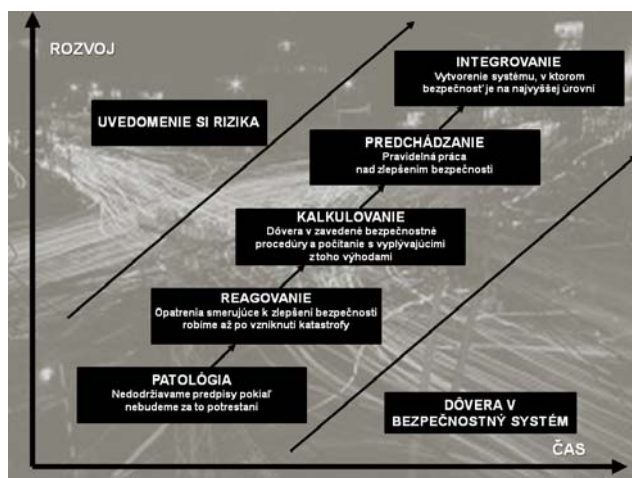 ROZVOJ
INTEGROVANIE
Vytvorenie systému, v ktorom
bezpečnosť je na najvyššej úrovni
UVEDOMENIE SI RIZIKA
PREDCHÁDZANIE
Pravidelná práca
nad zlepšením bezpečnosti
KALKULOVANIE
Dôvera v zavedené bezpečnostné
procedúry a počítanie s vyplývajúcimi
z toho výhodami
REAGOVANIE
Opatrenia smerujúce k zlepšení bezpečnosti
robíme až po vzniknutí katastrofy
PATOLÓGIA
Nedodržiavame predpisy pokiaľ
nebudeme za to potrestaní
DÔVERA V
BEZPEČNOSTNÝ SYSTÉM
ČAS